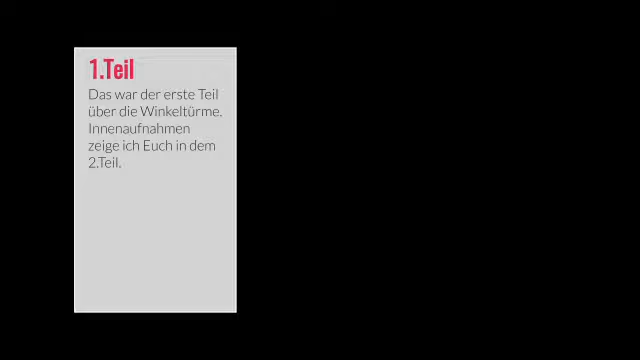 1.Teil
Das war der erste Teil
über die Winkeltürme.
Innenaufnahmen
zeige ich Euch in dem
2.Teil.